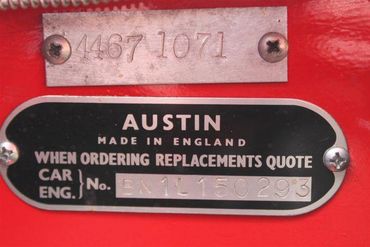 4467 1071
AUSTIN
MADE IN ENGLAND
WHEN ORDERING REPLACEMENTS QUOTE
CAR
ENG. } No. BN1L150293